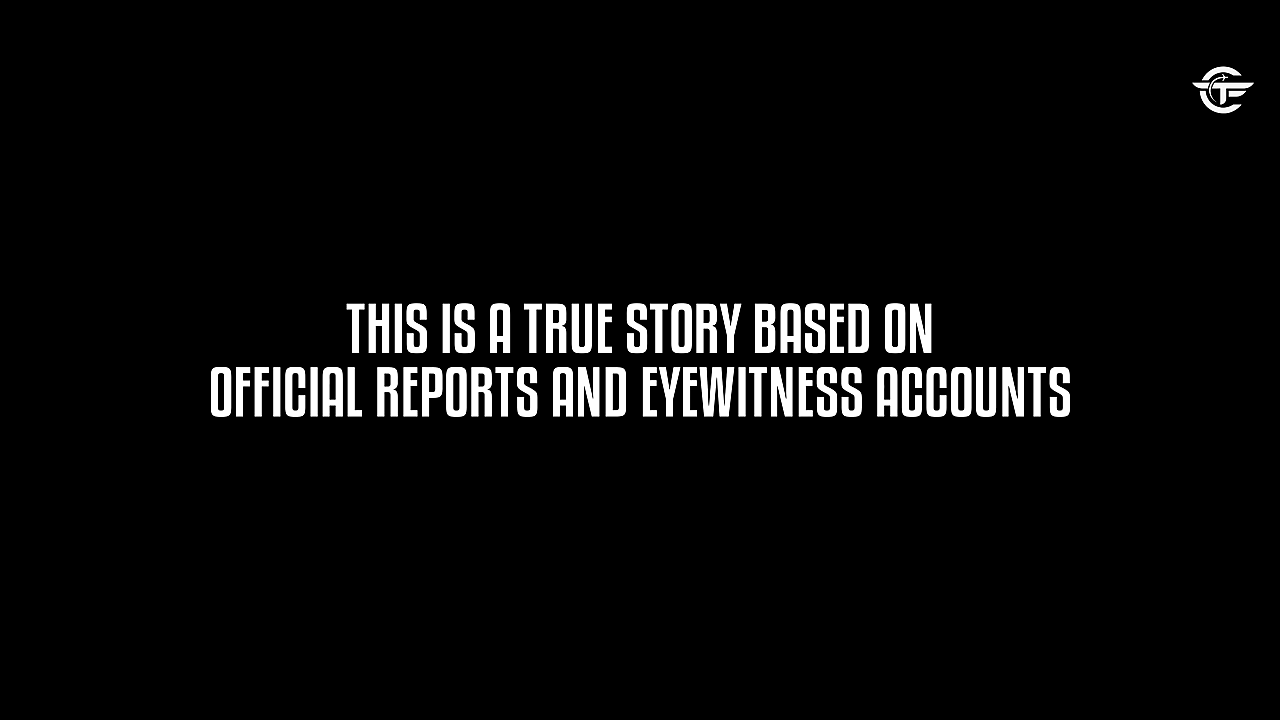 THIS IS A TRUE STORY BASED ON
OFFICIAL REPORTS AND EYEWITNESS ACCOUNTS